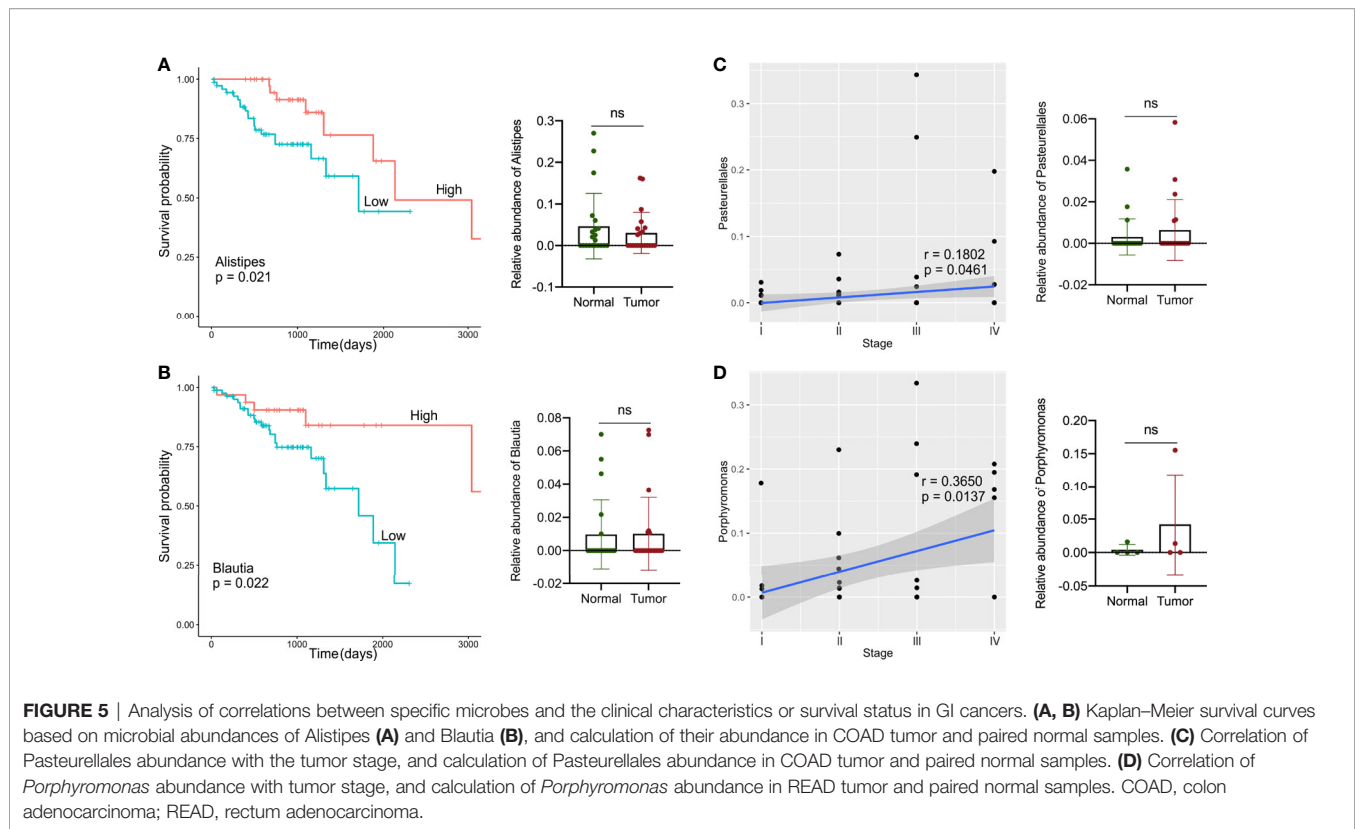 A
1.00
0.75
0.50
0.25
0.00
Survival probability
High
Low
Alistipes
p = 0.021
0
1000
2000
3000
Time(days)
ns
0.3
0.2
0.1
0.0
-0.1
Relative abundance of Alistipes
Normal
Tumor
C
0.3
0.2
0.1
0.0
Pasteurellales
r = 0.1802
p = 0.0461
I
II
III
IV
Stage
ns
0.06
0.04
0.02
0.00
-0.02
Relative abundance of Pasteurellales
Normal
Tumor
B
1.00
0.75
0.50
0.25
0.00
Survival probability
High
Low
Blautia
p = 0.022
0
1000
2000
3000
Time(days)
ns
0.08
0.06
0.04
0.02
0.00
-0.02
Relative abundance of Blautia
Normal
Tumor
D
0.3
0.2
0.1
0.0
Porphyromonas
r = 0.3650
p = 0.0137
I
II
III
IV
Stage
ns
0.20
0.15
0.10
0.05
0.00
-0.05
Relative abundance of Porphyromonas
Normal
Tumor
FIGURE 5 | Analysis of correlations between specific microbes and the clinical characteristics or survival status in GI cancers. (A, B) Kaplan–Meier survival curves
based on microbial abundances of Alistipes (A) and Blautia (B), and calculation of their abundance in COAD tumor and paired normal samples. (C) Correlation of
Pasteurellales abundance with the tumor stage, and calculation of Pasteurellales abundance in COAD tumor and paired normal samples. (D) Correlation of
Porphyromonas abundance with tumor stage, and calculation of Porphyromonas abundance in READ tumor and paired normal samples. COAD, colon
adenocarcinoma; READ, rectum adenocarcinoma.